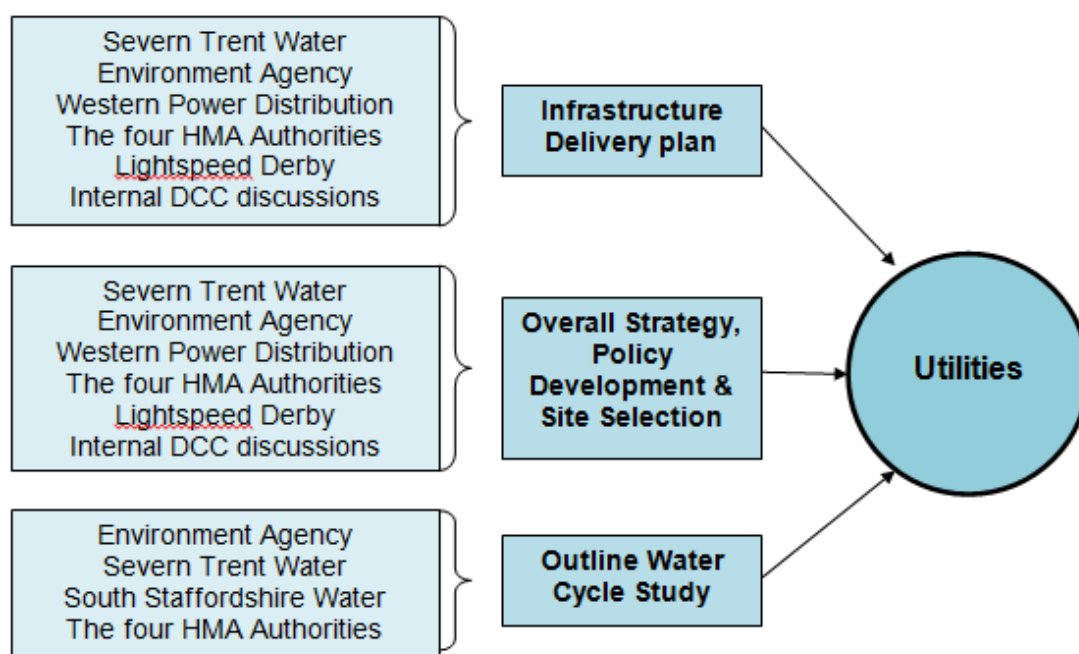 Severn Trent Water
Environment Agency
Western Power Distribution
The four HMA Authorities
Lightspeed Derby
Internal DCC discussions
Infrastructure
Delivery plan
Severn Trent Water
Environment Agency
Western Power Distribution
The four HMA Authorities
Lightspeed Derby
Internal DCC discussions
Overall Strategy,
Policy
Development &
Site Selection
Utilities
Environment Agency
Severn Trent Water
South Staffordshire Water
The four HMA Authorities
Outline Water
Cycle Study